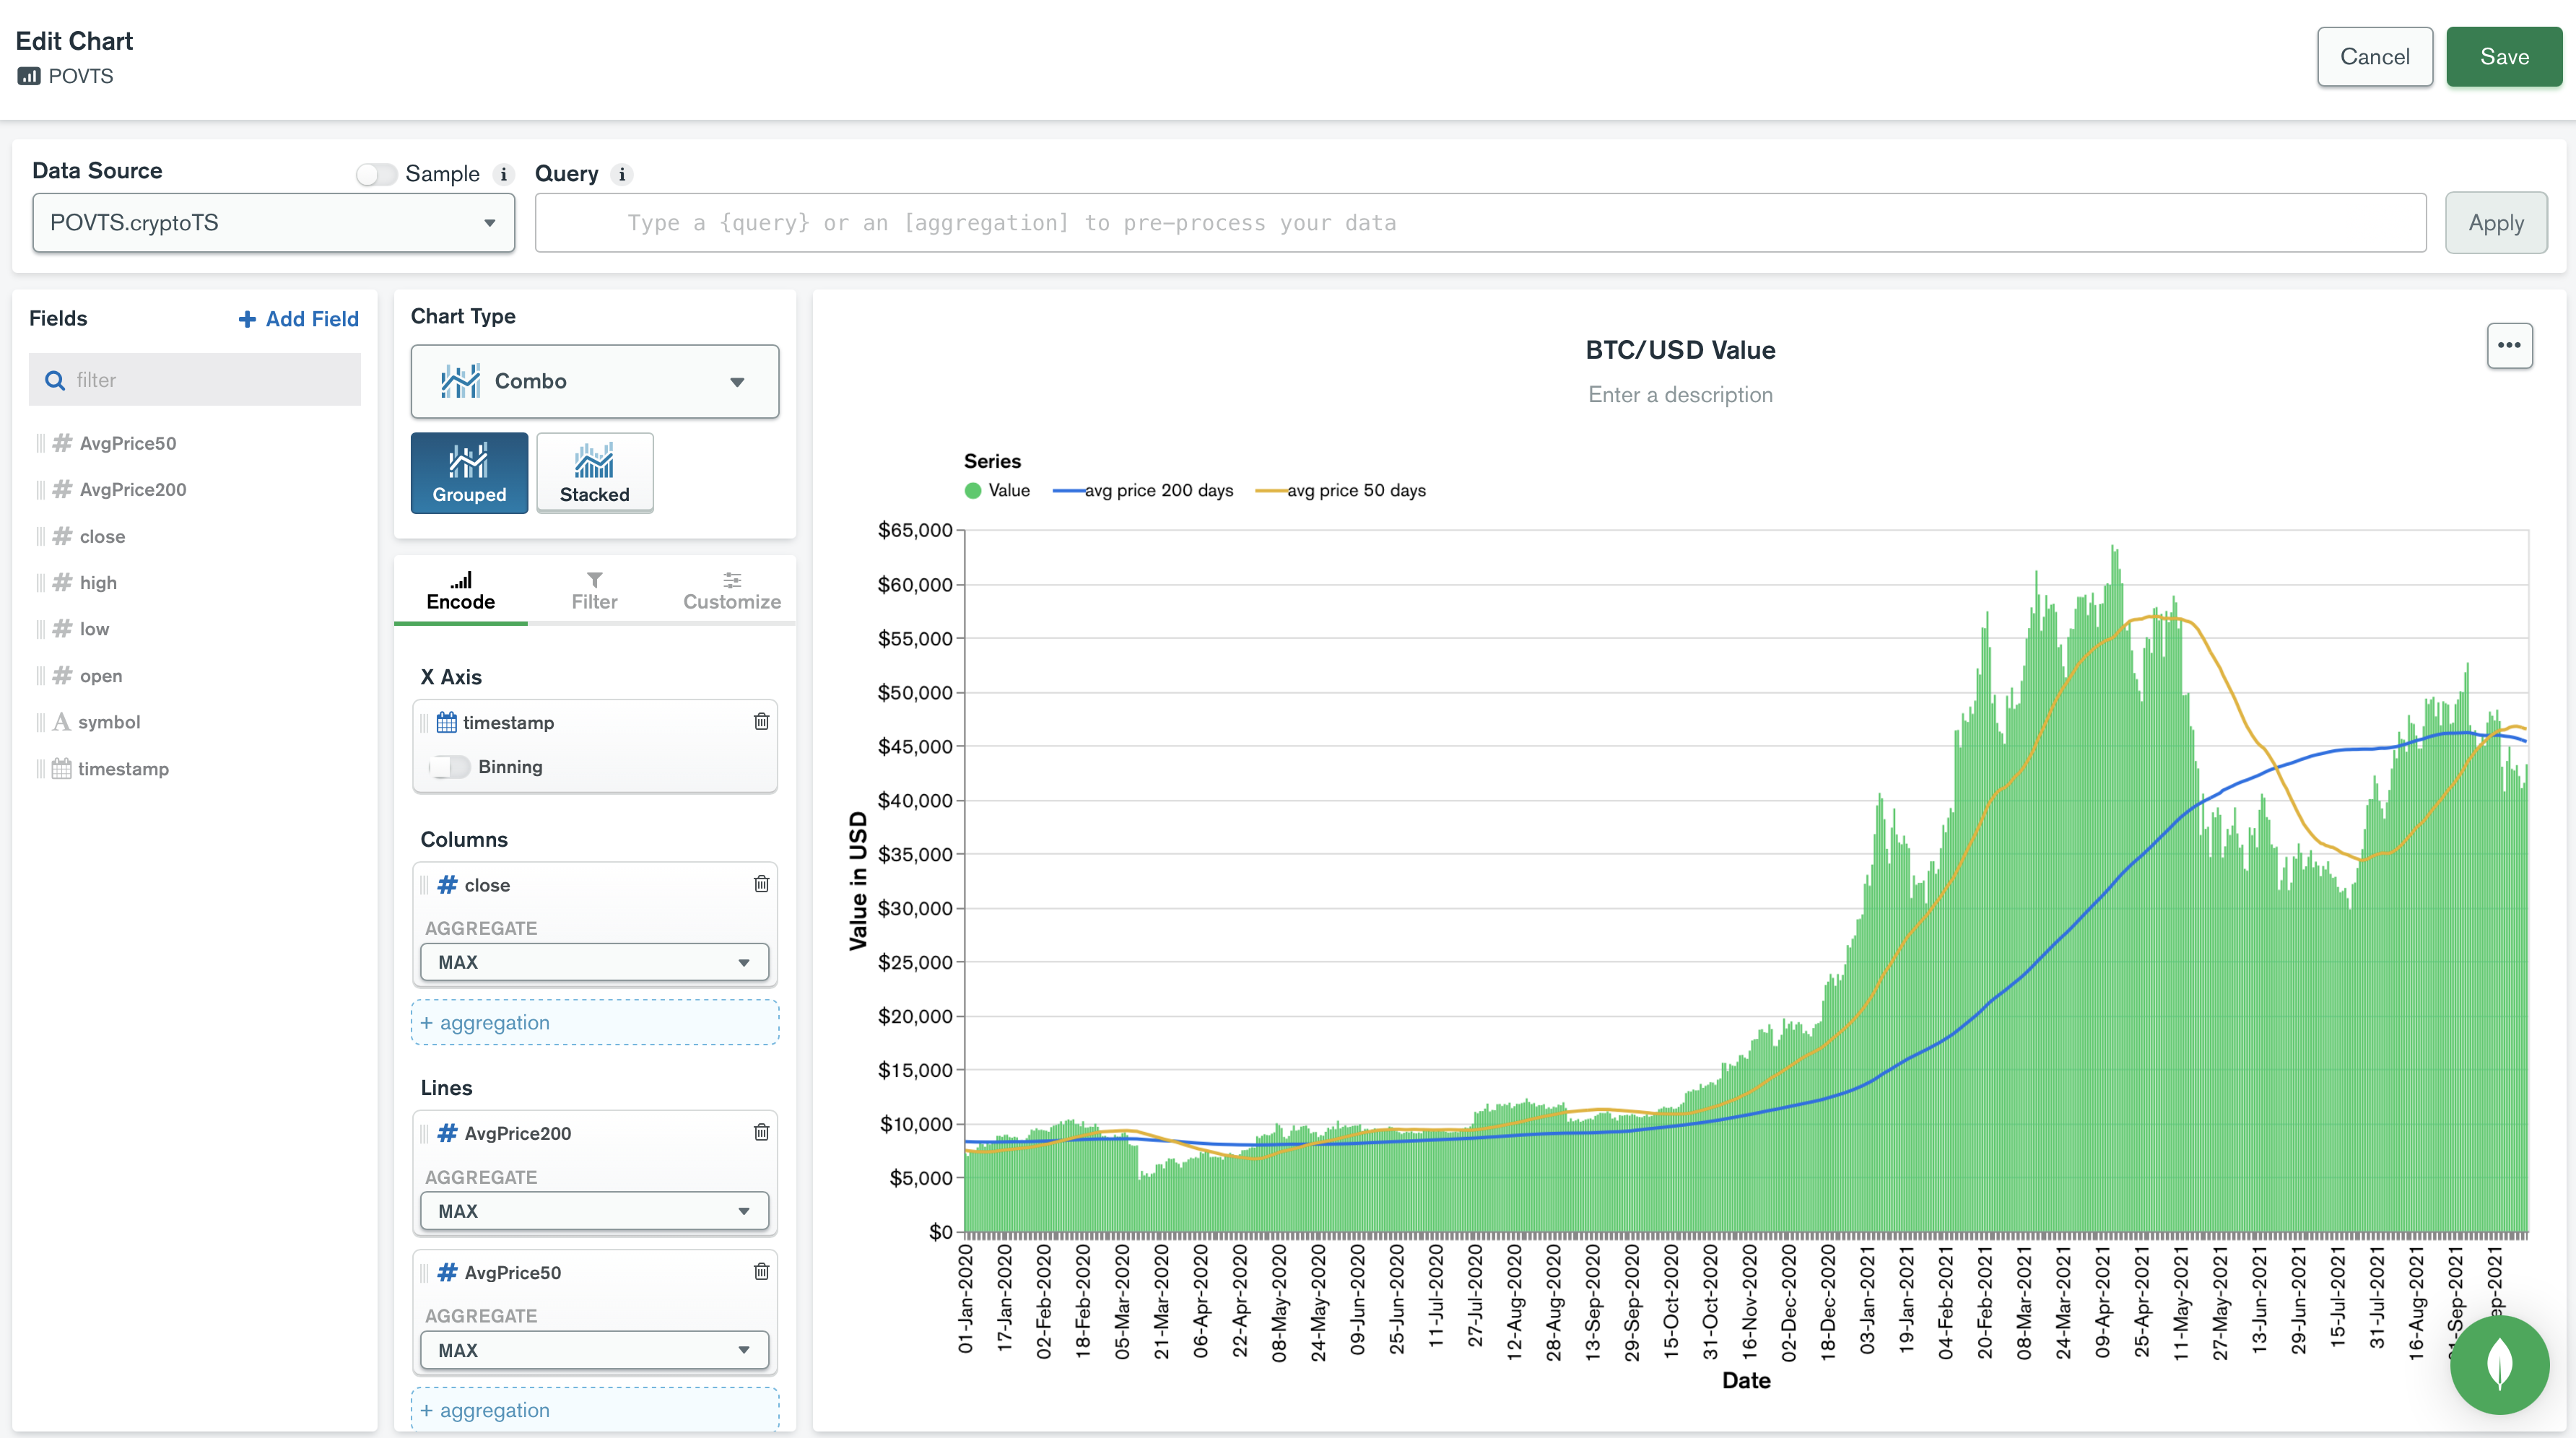 Edit Chart
POVTS
Cancel
Save
Data Source
Sample
Query
POVTS.cryptoTS
Type a {query} or an [aggregation] to pre-process your data
Apply
Fields
Add Field
filter
AvgPrice50
AvgPrice200
close
high
low
open
symbol
timestamp
Chart Type
Combo
Grouped
Stacked
Encode
Filter
Customize
X Axis
timestamp
Binning
Columns
close
AGGREGATE
MAX
+ aggregation
Lines
AvgPrice200
AGGREGATE
MAX
AvgPrice50
AGGREGATE
MAX
+ aggregation
BTC/USD Value
Enter a description
Series
Value
avg price 200 days
avg price 50 days
Value in USD
$65,000
$60,000
$55,000
$50,000
$45,000
$40,000
$35,000
$30,000
$25,000
$20,000
$15,000
$10,000
$5,000
$0
01-Jan-2020
17-Jan-2020
02-Feb-2020
18-Feb-2020
05-Mar-2020
21-Mar-2020
06-Apr-2020
22-Apr-2020
08-May-2020
24-May-2020
09-Jun-2020
25-Jun-2020
11-Jul-2020
27-Jul-2020
12-Aug-2020
28-Aug-2020
13-Sep-2020
29-Sep-2020
15-Oct-2020
31-Oct-2020
16-Nov-2020
02-Dec-2020
18-Dec-2020
03-Jan-2021
19-Jan-2021
04-Feb-2021
20-Feb-2021
08-Mar-2021
24-Mar-2021
09-Apr-2021
25-Apr-2021
11-May-2021
27-May-2021
13-Jun-2021
29-Jun-2021
15-Jul-2021
31-Jul-2021
16-Aug-2021
Date